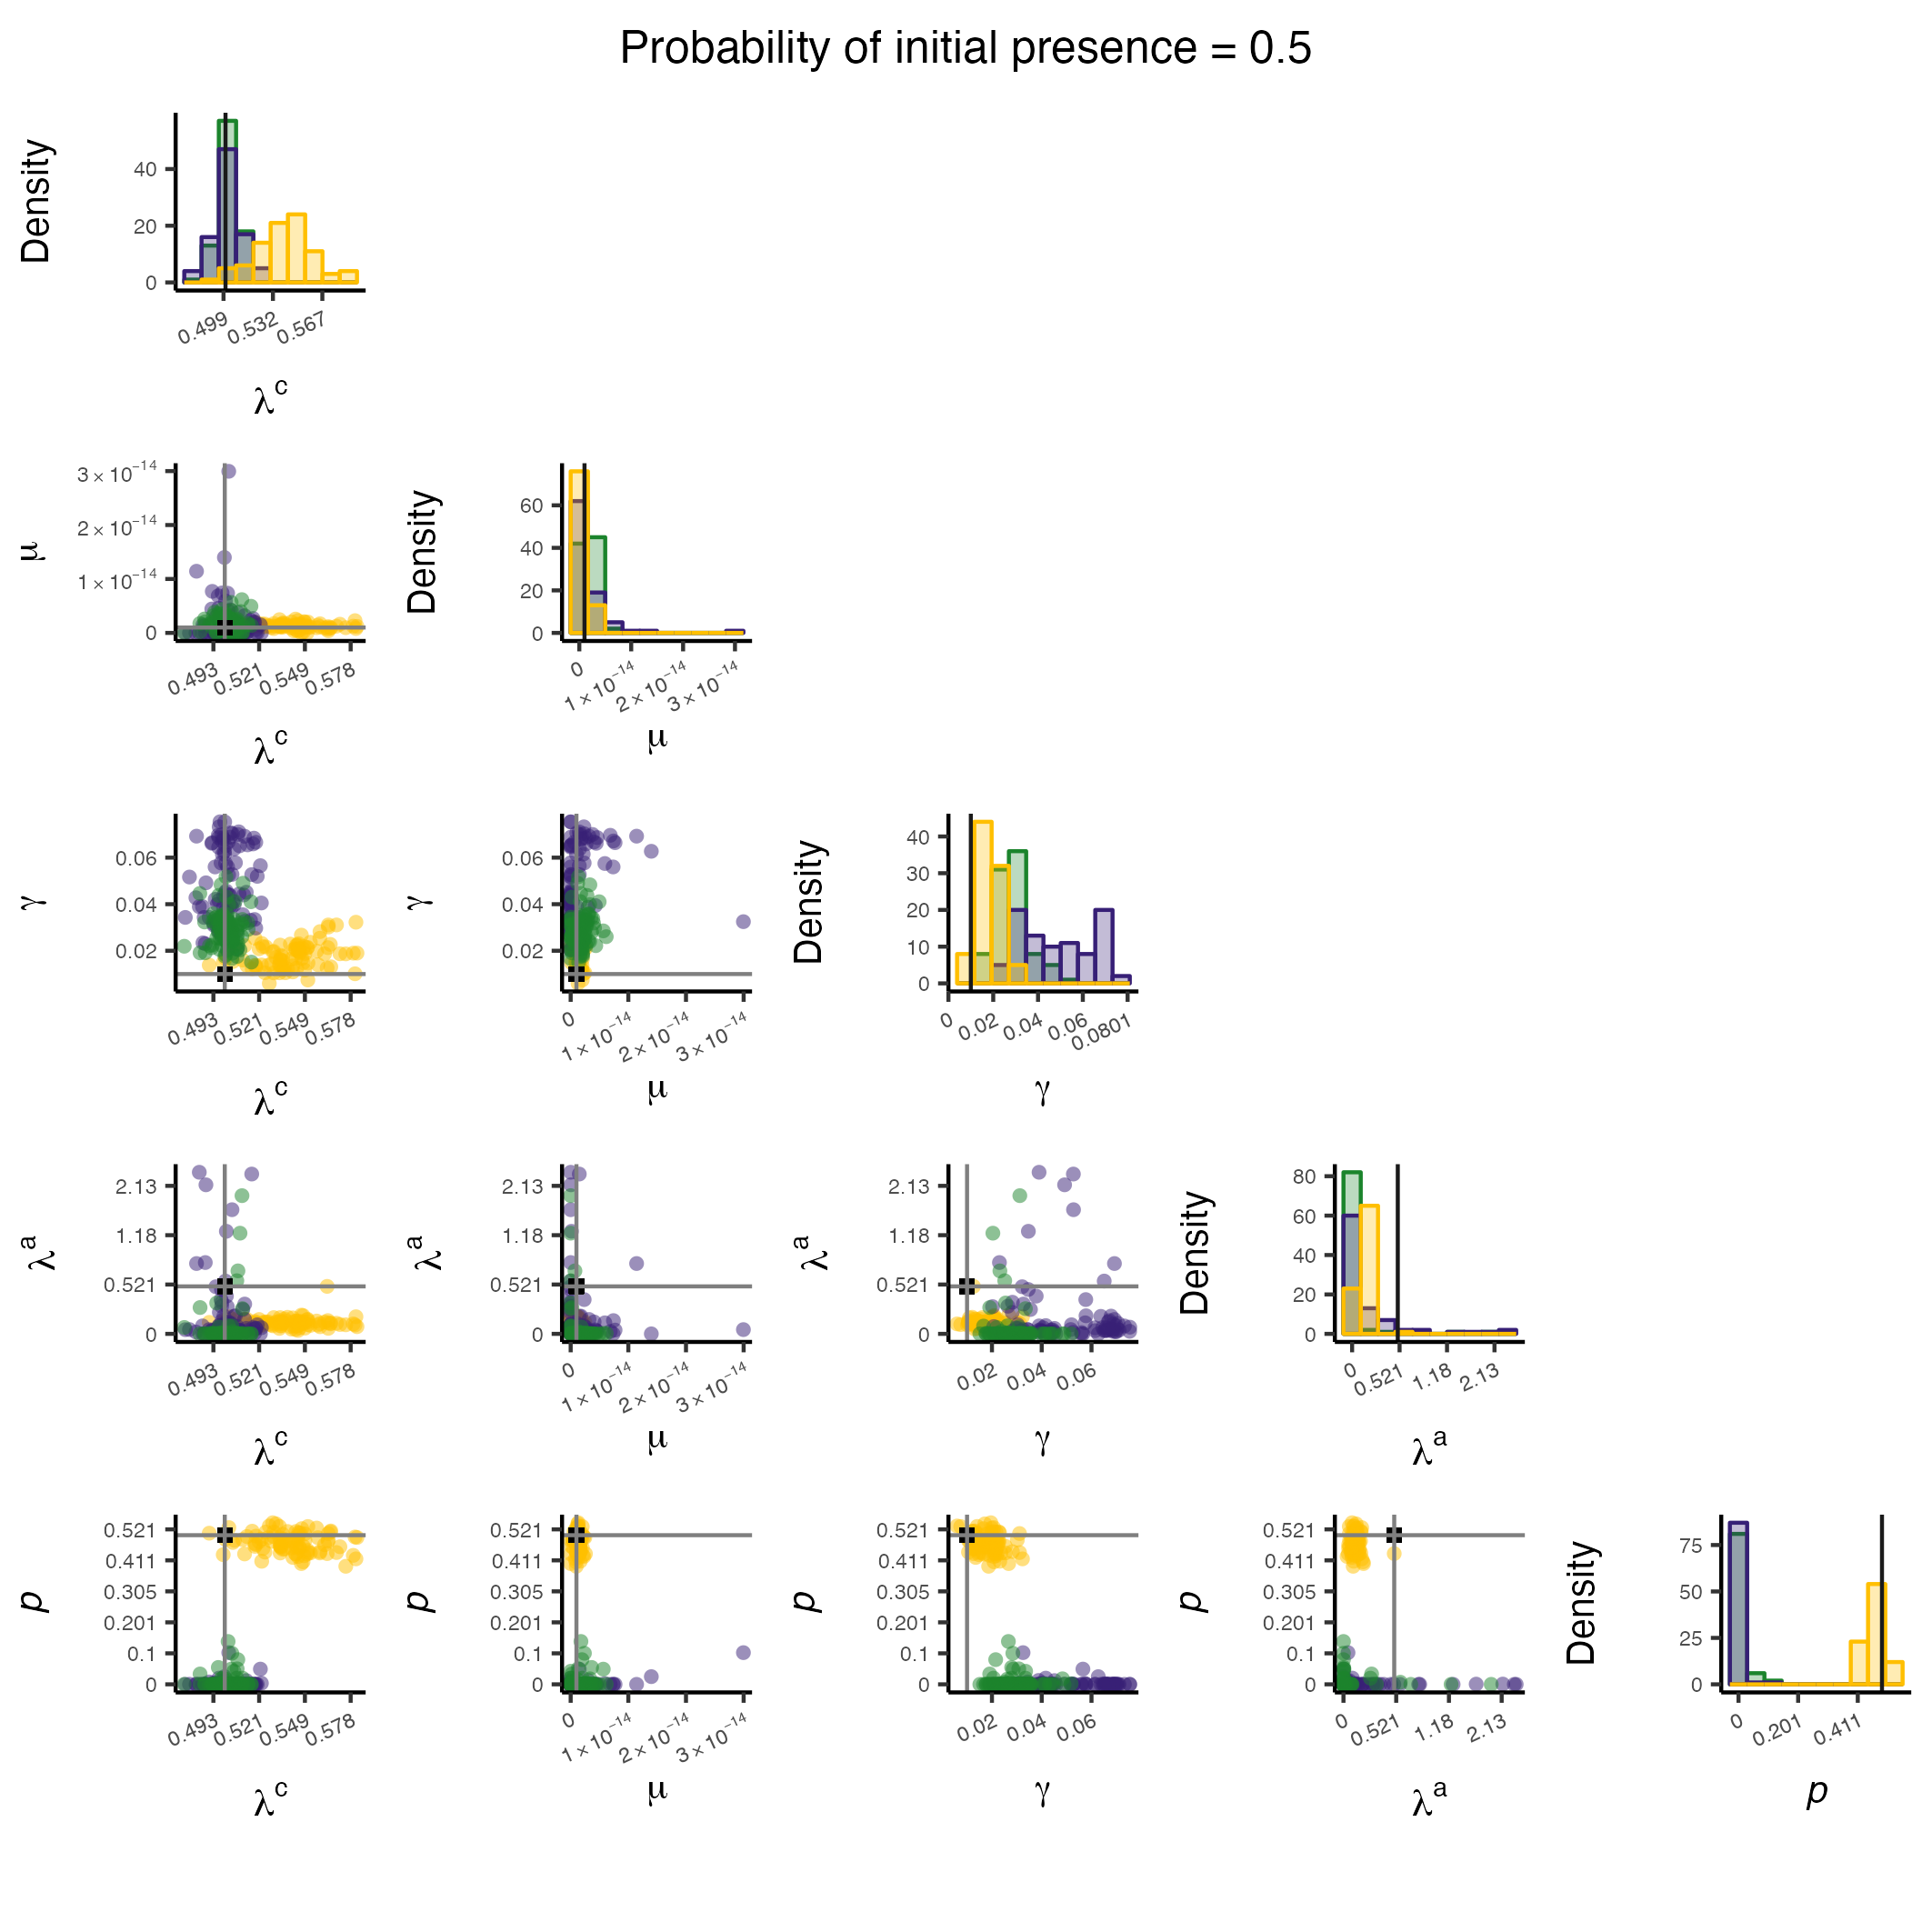 Probability of initial presence = 0.5
Density
40
20
0
0.499 0.532 0.567
λᶜ
μ
3 × 10⁻¹⁴
2 × 10⁻¹⁴
1 × 10⁻¹⁴
0
0.493 0.521 0.549 0.578
λᶜ
Density
60
40
20
0
0 1 × 10⁻¹⁴ 2 × 10⁻¹⁴ 3 × 10⁻¹⁴
μ
γ
0.06
0.04
0.02
0.493 0.521 0.549 0.578
λᶜ
γ
0.06
0.04
0.02
0 1 × 10⁻¹⁴ 2 × 10⁻¹⁴ 3 × 10⁻¹⁴
μ
Density
40
30
20
10
0
0 0.02 0.04 0.06 0.0801
γ
λᵃ
2.13
1.18
0.521
0
0.493 0.521 0.549 0.578
λᶜ
λᵃ
2.13
1.18
0.521
0
0 1 × 10⁻¹⁴ 2 × 10⁻¹⁴ 3 × 10⁻¹⁴
μ
λᵃ
2.13
1.18
0.521
0
0.02 0.04 0.06
γ
Density
80
60
40
20
0
0 0.521 1.18 2.13
λᵃ
p
0.521
0.411
0.305
0.201
0.1
0
0.493 0.521 0.549 0.578
λᶜ
p
0.521
0.411
0.305
0.201
0.1
0
0 1 × 10⁻¹⁴ 2 × 10⁻¹⁴ 3 × 10⁻¹⁴
μ
p
0.521
0.411
0.305
0.201
0.1
0
0.02 0.04 0.06
γ
p
0.521
0.411
0.305
0.201
0.1
0
0 0.521 1.18 2.13
λᵃ
Density
75
50
25
0
0 0.201 0.411
p